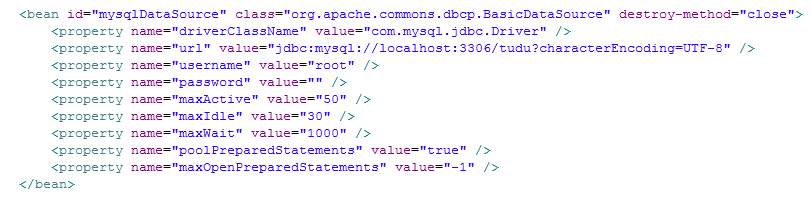 <bean id="mysqlDataSource" class="org.apache.commons.dbcp.BasicDataSource" destroy-method="close">
<property name="driverClassName" value="com.mysql.jdbc.Driver" />
<property name="url" value="jdbc:mysql://localhost:3306/tudu?characterEncoding=UTF-8" />
<property name="username" value="root" />
<property name="password" value="" />
<property name="maxActive" value="50" />
<property name="maxIdle" value="30" />
<property name="maxWait" value="1000" />
<property name="poolPreparedStatements" value="true" />
<property name="maxOpenPreparedStatements" value="-1" />
</bean>